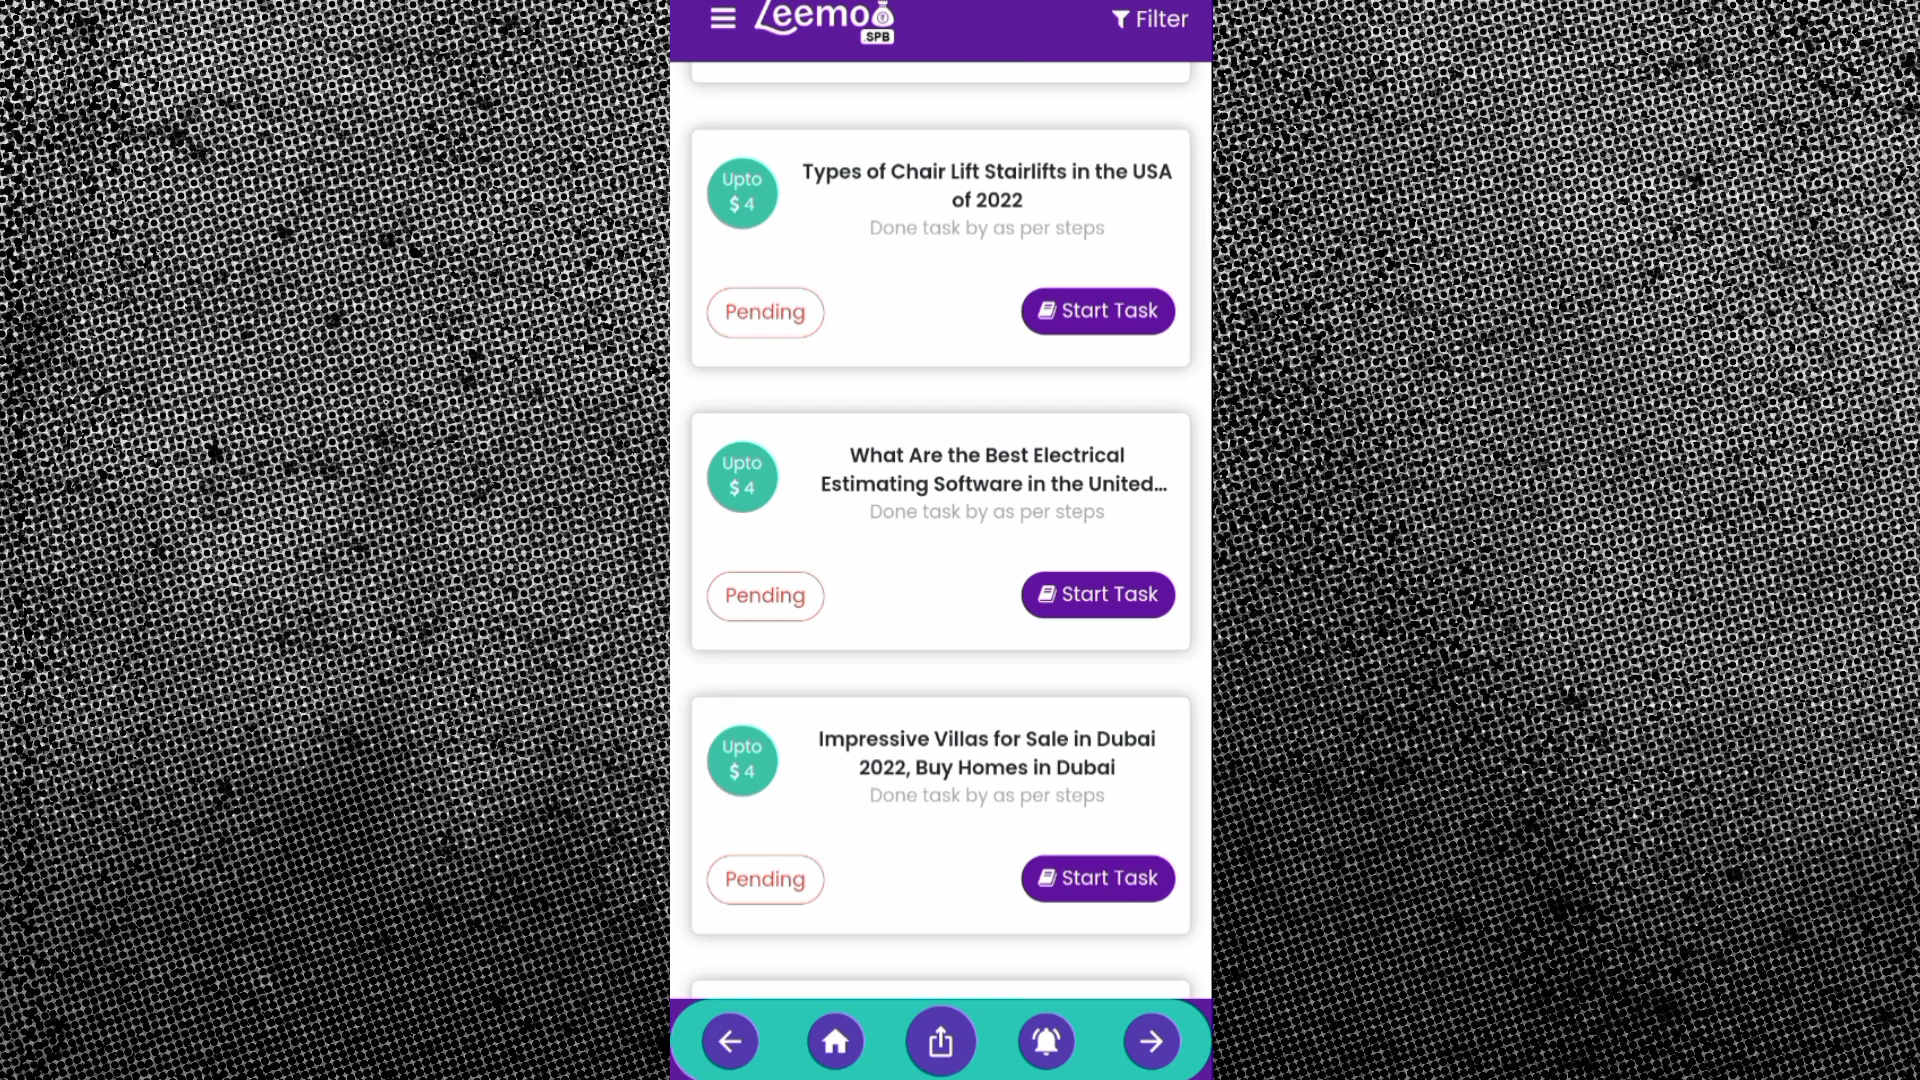 Zeemo
SPB
Filter
Upto
$ 4
Types of Chair Lift Stairlifts in the USA
of 2022
Done task by as per steps
Pending
Start Task
Upto
$ 4
What Are the Best Electrical
Estimating Software in the United...
Done task by as per steps
Pending
Start Task
Upto
$ 4
Impressive Villas for Sale in Dubai
2022, Buy Homes in Dubai
Done task by as per steps
Pending
Start Task